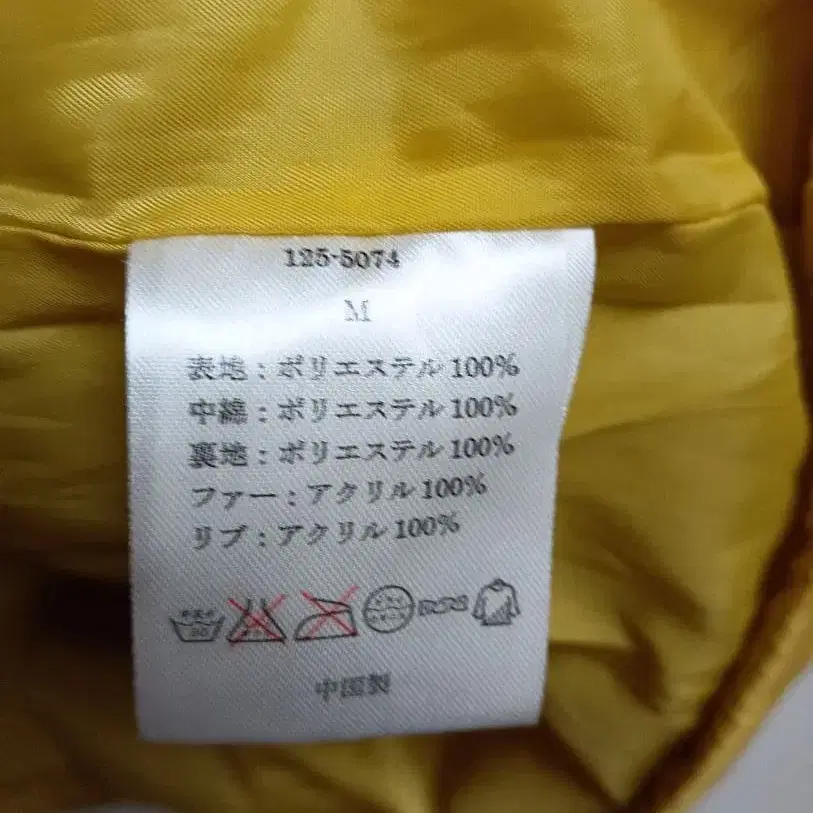 125-5074
M
表地：ポリエステル 100%
中綿：ポリエステル 100%
裏地：ポリエステル 100%
ファー：アクリル 100%
リブ：アクリル 100%
中国製